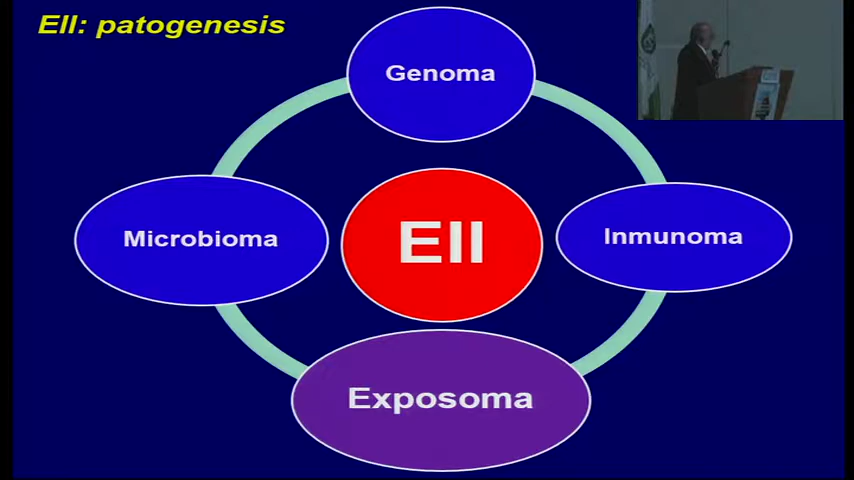 EII: patogenesis
Genoma
Microbioma
EII
Inmunoma
Exposoma